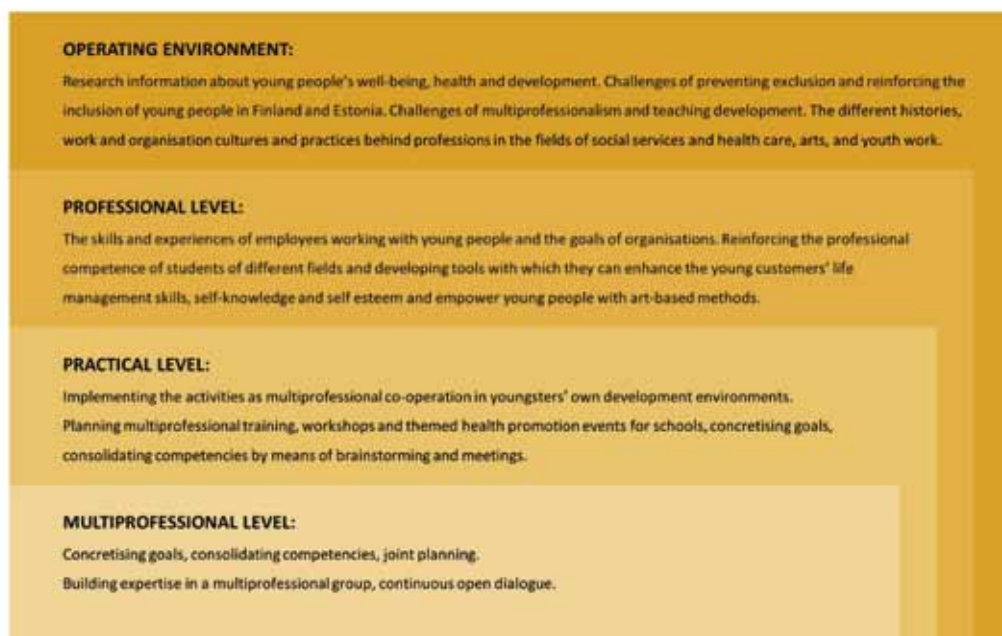 OPERATING ENVIRONMENT:
Research information about young people's well-being, health and development. Challenges of preventing exclusion and reinforcing the
inclusion of young people in Finland and Estonia. Challenges of multiprofessionalism and teaching development. The different histories,
work and organisation cultures and practices behind professions in the fields of social services and health care, arts, and youth work.
PROFESSIONAL LEVEL:
The skills and experiences of employees working with young people and the goals of organisations. Reinforcing the professional
competence of students of different fields and developing tools with which they can enhance the young customers' life
management skills, self-knowledge and self esteem and empower young people with art-based methods.
PRACTICAL LEVEL:
Implementing the activities as multiprofessional co-operation in youngsters' own development environments.
Planning multiprofessional training, workshops and themed health promotion events for schools, concretising goals,
consolidating competencies by means of brainstorming and meetings.
MULTIPROFESSIONAL LEVEL:
Concretising goals, consolidating competencies, joint planning.
Building expertise in a multiprofessional group, continuous open dialogue.